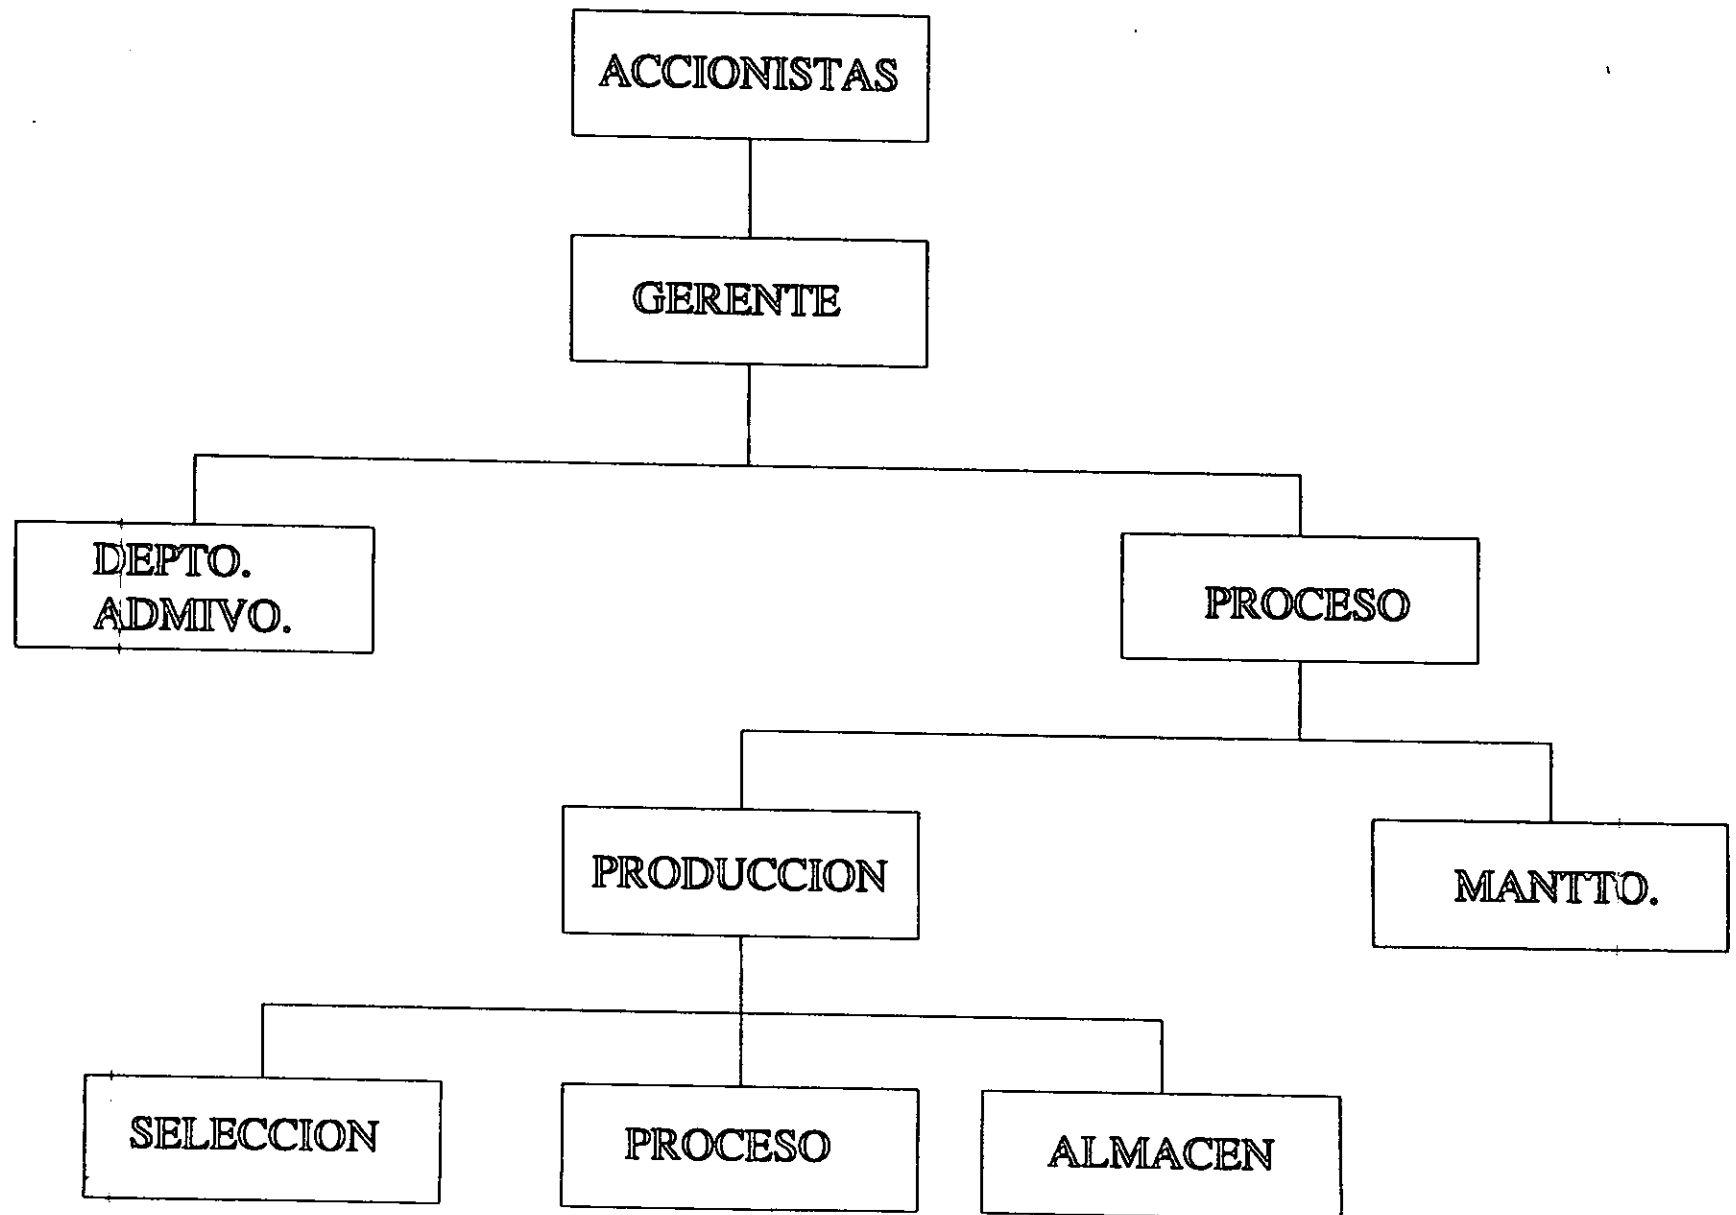 ACCIONISTAS
GERENTE
DEPTO.
ADMIVO.
PROCESO
PRODUCCION
MANTTO.
SELECCION
PROCESO
ALMACEN